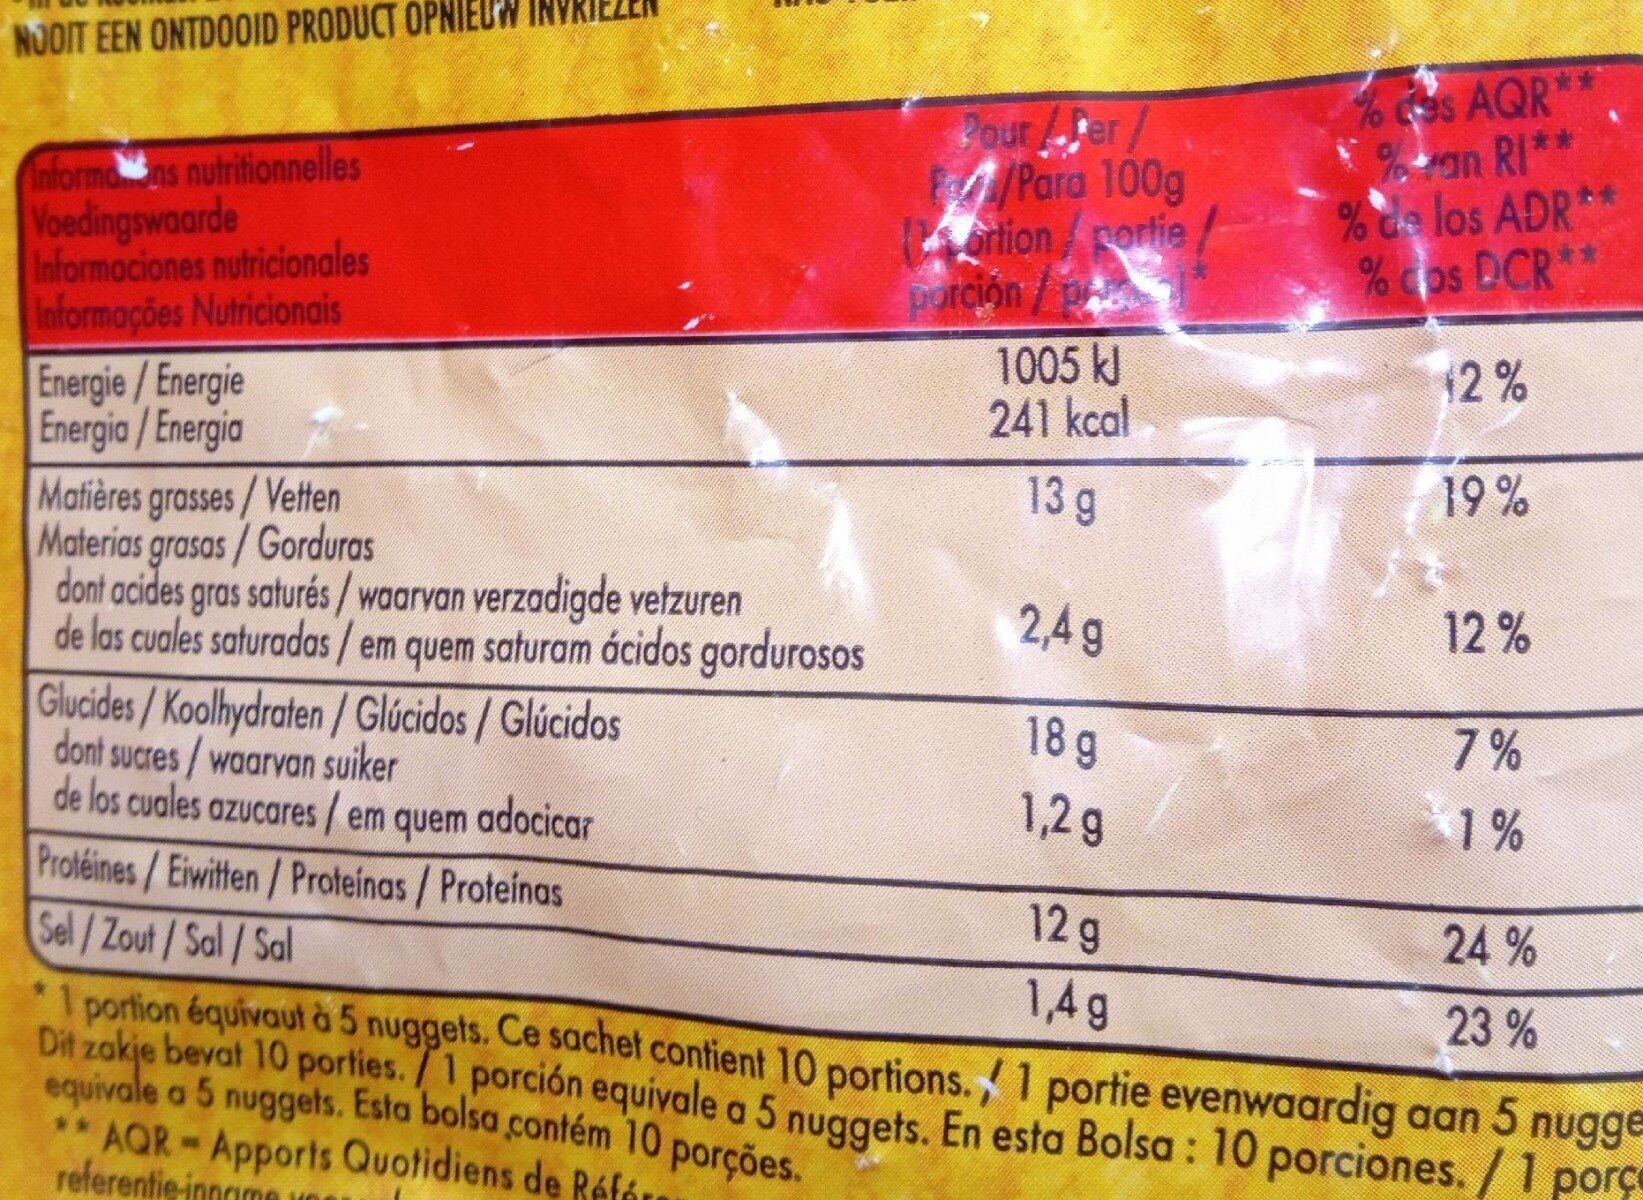 NOOIT EEN ONTDOOID PRODUCT OPNIEUW INVRIEZEN
Informations nutritionnelles
Voedingswaarde
Informaciones nutricionales
Informações Nutricionais
Pour / Per /
Para/Para 100g
(1 portion / portie /
porción / porção)*
% des AQR**
% van RI**
% de los ADR**
% dos DCR**
Energie / Energie
Energia / Energia
1005 kJ
241 kcal
12 %
Matières grasses / Vetten
Materias grasas / Gorduras
13 g
19 %
dont acides gras saturés / waarvan verzadigde vetzuren
de las cuales saturadas / em quem saturam ácidos gordurosos
2,4 g
12 %
Glucides / Koolhydraten / Glúcidos / Glúcidos
18 g
7 %
dont sucres / waarvan suiker
de los cuales azucares / em quem adocicar
1,2 g
1 %
Protéines / Eiwitten / Proteínas / Proteínas
12 g
24 %
Sel / Zout / Sal / Sal
1,4 g
23 %
* 1 portion équivaut à 5 nuggets. Ce sachet contient 10 portions. / 1 portie evenwaardig aan 5 nugge
Dit zakje bevat 10 porties. / 1 porción equivale a 5 nuggets. En esta Bolsa : 10 porciones. / 1 porç
equivale a 5 nuggets. Esta bolsa contém 10 porções.
** AQR = Apports Quotidiens de